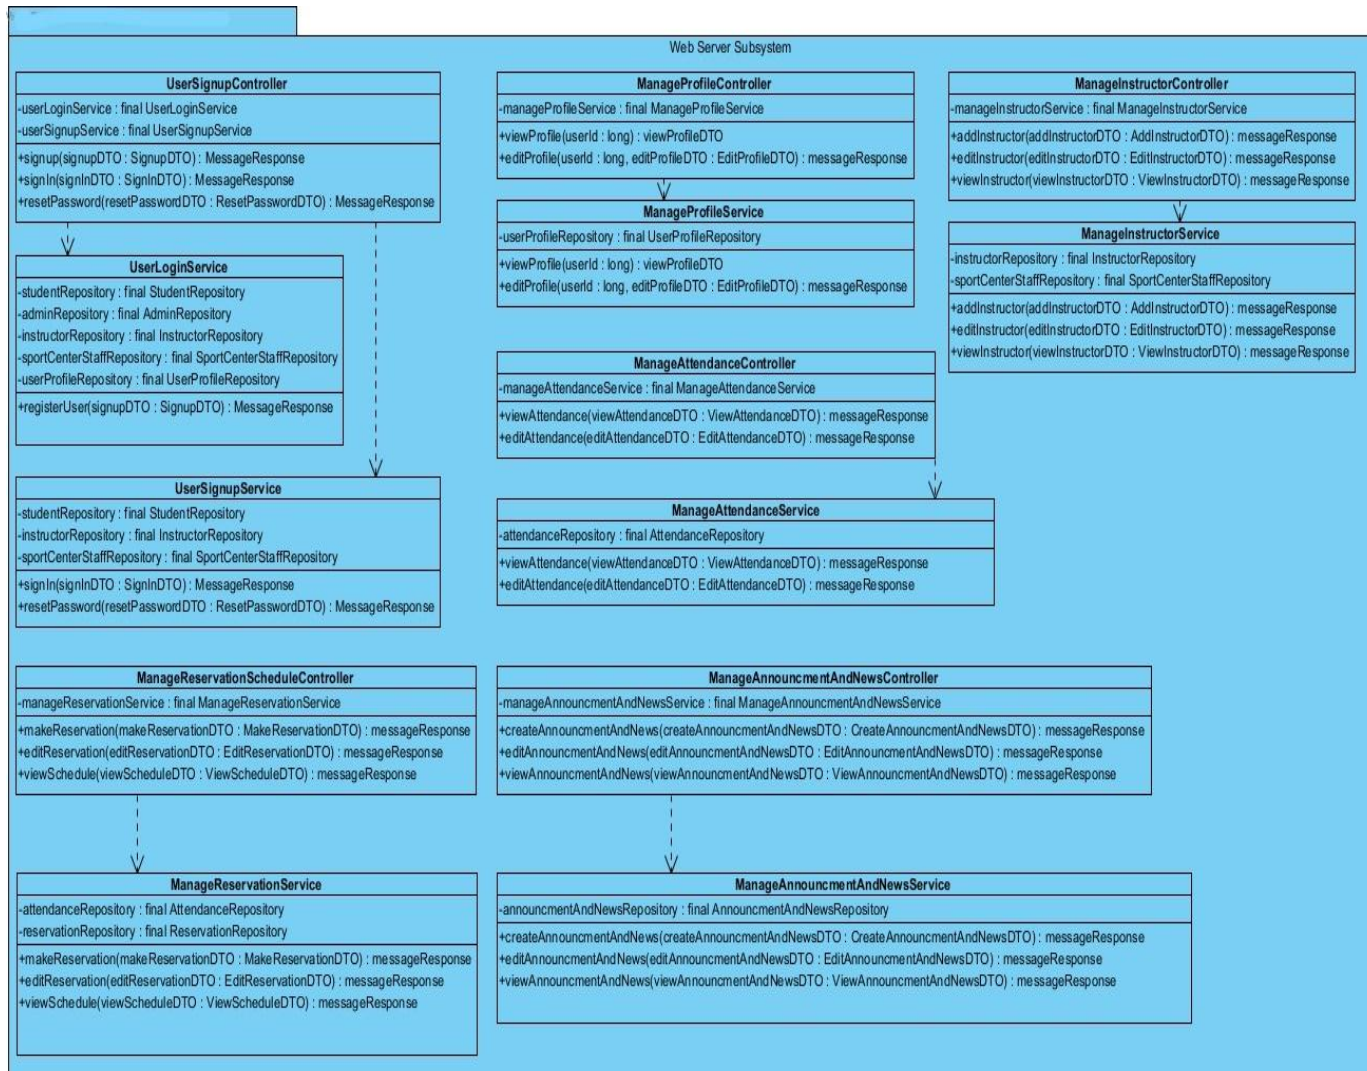 Web Server Subsystem
UserSignupController
-userLoginService : final UserLoginService
-userSignupService : final UserSignupService
+signup(signupDTO : SignupDTO) : MessageResponse
+signIn(signInDTO : SignInDTO) : MessageResponse
+resetPassword(resetPasswordDTO : ResetPasswordDTO) : MessageResponse
UserLoginService
-studentRepository : final StudentRepository
-adminRepository : final AdminRepository
-instructorRepository : final InstructorRepository
-sportCenterStaffRepository : final SportCenterStaffRepository
-userProfileRepository : final UserProfileRepository
+registerUser(signupDTO : SignupDTO) : MessageResponse
UserSignupService
-studentRepository : final StudentRepository
-instructorRepository : final InstructorRepository
-sportCenterStaffRepository : final SportCenterStaffRepository
+signIn(signInDTO : SignInDTO) : MessageResponse
+resetPassword(resetPasswordDTO : ResetPasswordDTO) : MessageResponse
ManageProfileController
-manageProfileService : final ManageProfileService
+viewProfile(userId : long) : viewProfileDTO
+editProfile(userId : long, editProfileDTO : EditProfileDTO) : messageResponse
ManageProfileService
-userProfileRepository : final UserProfileRepository
+viewProfile(userId : long) : viewProfileDTO
+editProfile(userId : long, editProfileDTO : EditProfileDTO) : messageResponse
ManageInstructorController
-manageInstructorService : final ManageInstructorService
+addInstructor(addInstructorDTO : AddInstructorDTO) : messageResponse
+editInstructor(editInstructorDTO : EditInstructorDTO) : messageResponse
+viewInstructor(viewInstructorDTO : ViewInstructorDTO) : messageResponse
ManageInstructorService
-instructorRepository : final InstructorRepository
-sportCenterStaffRepository : final SportCenterStaffRepository
+addInstructor(addInstructorDTO : AddInstructorDTO) : messageResponse
+editInstructor(editInstructorDTO : EditInstructorDTO) : messageResponse
+viewInstructor(viewInstructorDTO : ViewInstructorDTO) : messageResponse
ManageAttendanceController
-manageAttendanceService : final ManageAttendanceService
+viewAttendance(viewAttendanceDTO : ViewAttendanceDTO) : messageResponse
+editAttendance(editAttendanceDTO : EditAttendanceDTO) : messageResponse
ManageAttendanceService
-attendanceRepository : final AttendanceRepository
+viewAttendance(viewAttendanceDTO : ViewAttendanceDTO) : messageResponse
+editAttendance(editAttendanceDTO : EditAttendanceDTO) : messageResponse
ManageReservationScheduleController
-manageReservationService : final ManageReservationService
+makeReservation(makeReservationDTO : MakeReservationDTO) : messageResponse
+editReservation(editReservationDTO : EditReservationDTO) : messageResponse
+viewSchedule(viewScheduleDTO : ViewScheduleDTO) : messageResponse
ManageReservationService
-attendanceRepository : final AttendanceRepository
-reservationRepository : final ReservationRepository
+makeReservation(makeReservationDTO : MakeReservationDTO) : messageResponse
+editReservation(editReservationDTO : EditReservationDTO) : messageResponse
+viewSchedule(viewScheduleDTO : ViewScheduleDTO) : messageResponse
ManageAnnouncmentAndNewsController
-manageAnnouncmentAndNewsService : final ManageAnnouncmentAndNewsService
+createAnnouncmentAndNews(createAnnouncmentAndNewsDTO : CreateAnnouncmentAndNewsDTO) : messageResponse
+editAnnouncmentAndNews(editAnnouncmentAndNewsDTO : EditAnnouncmentAndNewsDTO) : messageResponse
+viewAnnouncmentAndNews(viewAnnouncmentAndNewsDTO : ViewAnnouncmentAndNewsDTO) : messageResponse
ManageAnnouncmentAndNewsService
-announcmentAndNewsRepository : final AnnouncmentAndNewsRepository
+createAnnouncmentAndNews(createAnnouncmentAndNewsDTO : CreateAnnouncmentAndNewsDTO) : messageResponse
+editAnnouncmentAndNews(editAnnouncmentAndNewsDTO : EditAnnouncmentAndNewsDTO) : messageResponse
+viewAnnouncmentAndNews(viewAnnouncmentAndNewsDTO : ViewAnnouncmentAndNewsDTO) : messageResponse